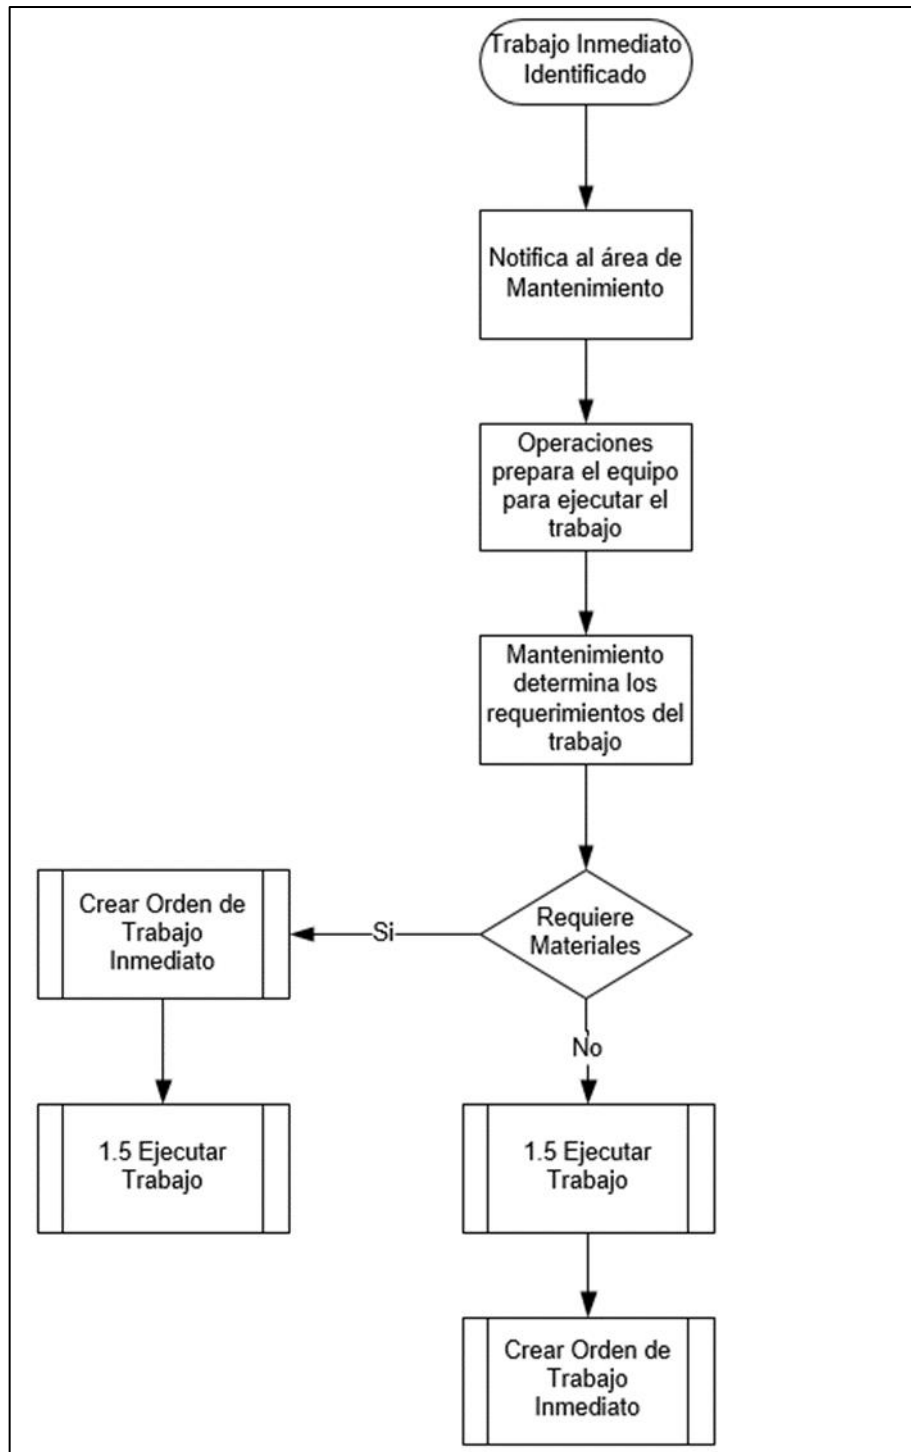 Trabajo Inmediato
Identificado
Notifica al área de
Mantenimiento
Operaciones
prepara el equipo
para ejecutar el
trabajo
Mantenimiento
determina los
requerimientos del
trabajo
Requiere
Materiales
Si
Crear Orden de
Trabajo
Inmediato
1.5 Ejecutar
Trabajo
No
1.5 Ejecutar
Trabajo
Crear Orden de
Trabajo
Inmediato